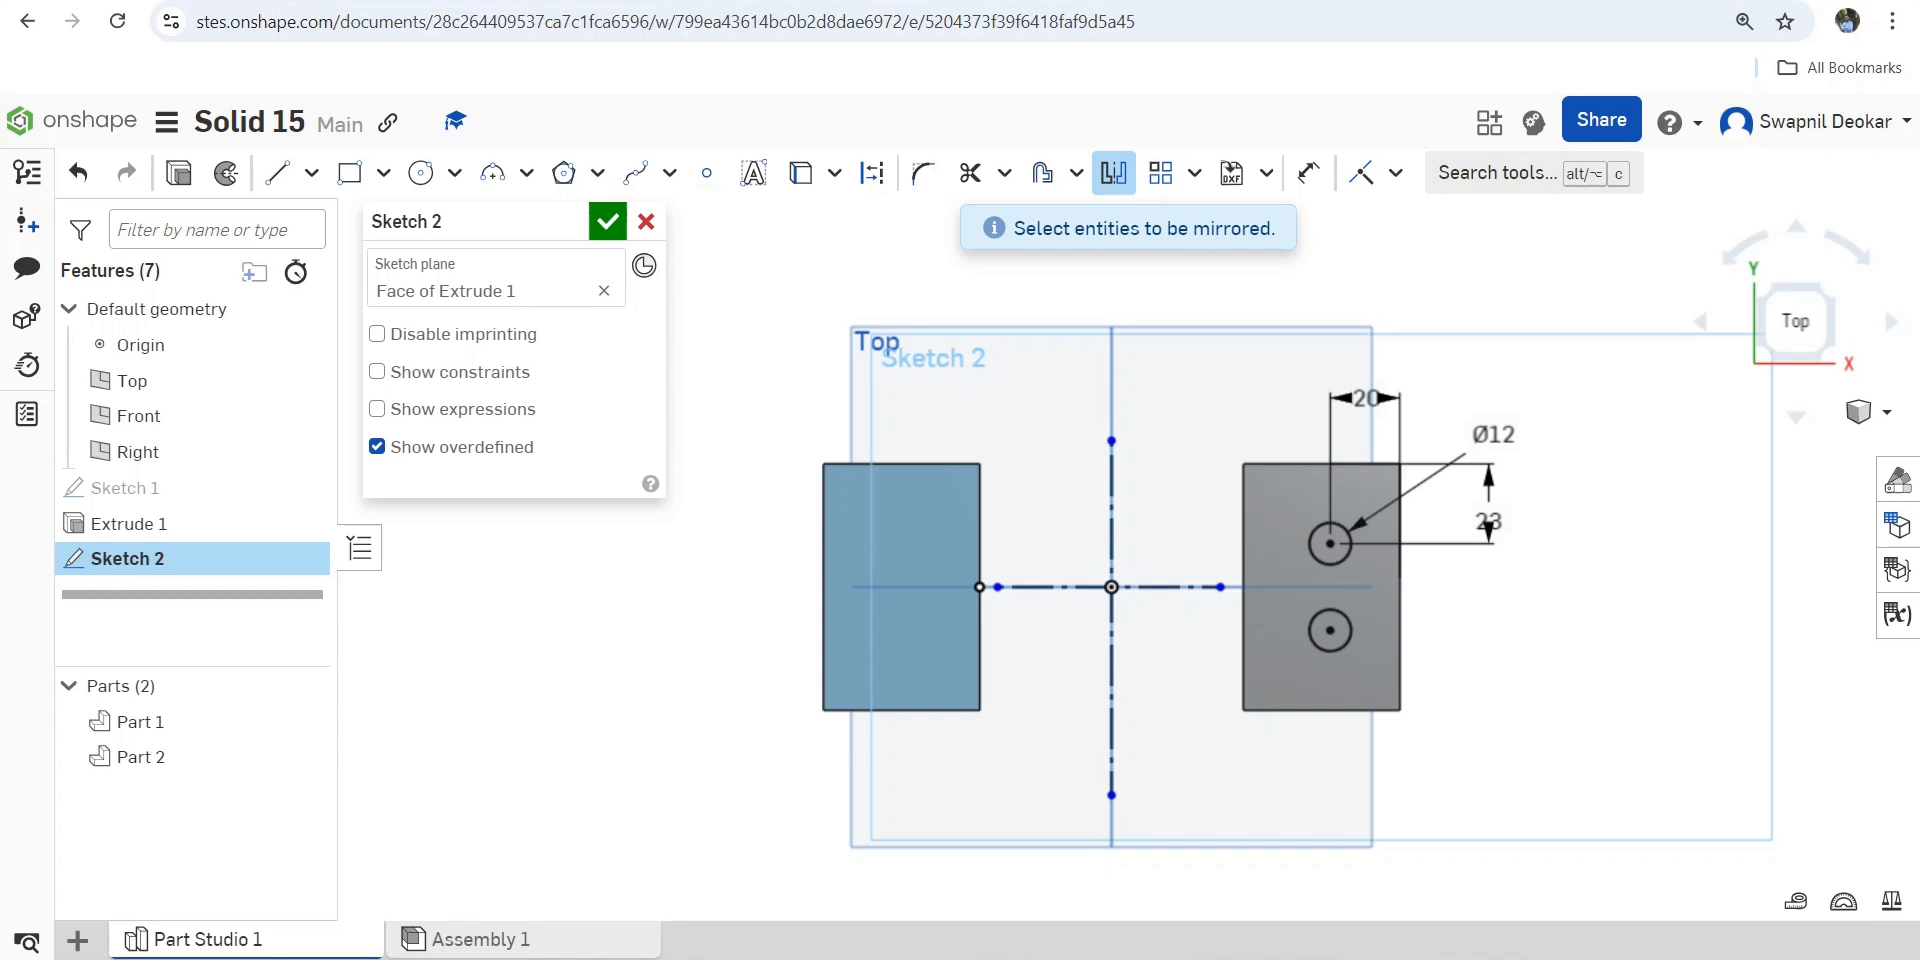 stes.onshape.com/documents/28c264409537ca7c1fca6596/w/799ea43614bc0b2d8dae6972/e/5204373f39f6418faf9d5a45
All Bookmarks
onshape Solid 15 Main Share Swapnil Deokar
Search tools... alt/⌥ c
Filter by name or type
Features (7)
Default geometry
Origin
Top
Front
Right
Sketch 1
Extrude 1
Sketch 2
Parts (2)
Part 1
Part 2
Sketch 2
Sketch plane
Face of Extrude 1
Disable imprinting
Show constraints
Show expressions
Show overdefined
Select entities to be mirrored.
Top
Sketch 2
20
Ø12
23
Y
Top
X
(x)
DXF
Part Studio 1
Assembly 1